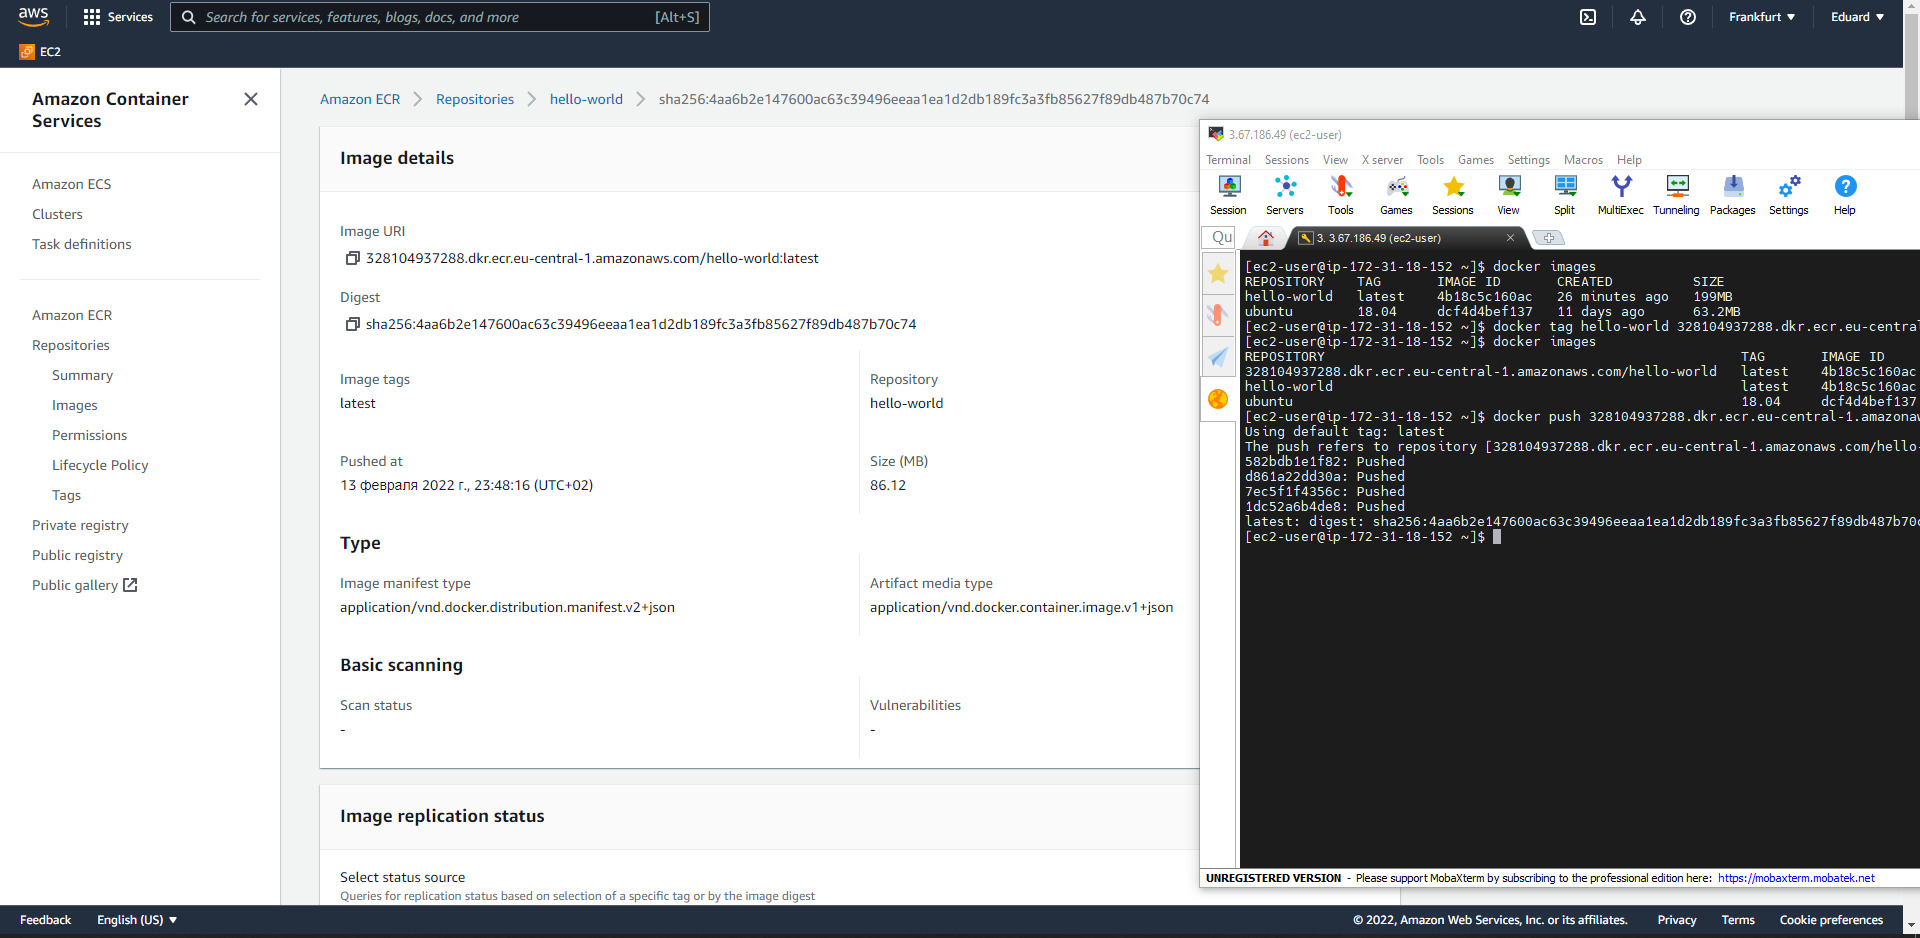 aws
Services
Search for services, features, blogs, docs, and more [Alt+S]
Frankfurt
Eduard
EC2
Amazon Container
Services
Amazon ECS
Clusters
Task definitions
Amazon ECR
Repositories
Summary
Images
Permissions
Lifecycle Policy
Tags
Private registry
Public registry
Public gallery
Amazon ECR
Repositories
hello-world
sha256:4aa6b2e147600ac63c39496eeaa1ea1d2db189fc3a3fb85627f89db487b70c74
Image details
Image URI
328104937288.dkr.ecr.eu-central-1.amazonaws.com/hello-world:latest
Digest
sha256:4aa6b2e147600ac63c39496eeaa1ea1d2db189fc3a3fb85627f89db487b70c74
Image tags
latest
Repository
hello-world
Pushed at
13 февраля 2022 г., 23:48:16 (UTC+02)
Size (MB)
86.12
Type
Image manifest type
application/vnd.docker.distribution.manifest.v2+json
Artifact media type
application/vnd.docker.container.image.v1+json
Basic scanning
Scan status
-
Vulnerabilities
-
Image replication status
Select status source
Queries for replication status based on selection of a specific tag or by the image digest
3.67.186.49 (ec2-user)
Terminal Sessions View X server Tools Games Settings Macros Help
Session Servers Tools Games Sessions View Split MultiExec Tunneling Packages Settings Help
Qu
3. 3.67.186.49 (ec2-user)
[ec2-user@ip-172-31-18-152 ~]$ docker images
REPOSITORY TAG IMAGE ID CREATED SIZE
hello-world latest 4b18c5c160ac 26 minutes ago 199MB
ubuntu 18.04 dcf4d4bef137 11 days ago 63.2MB
[ec2-user@ip-172-31-18-152 ~]$ docker tag hello-world 328104937288.dkr.ecr.eu-central
[ec2-user@ip-172-31-18-152 ~]$ docker images
REPOSITORY TAG IMAGE ID
328104937288.dkr.ecr.eu-central-1.amazonaws.com/hello-world latest 4b18c5c160ac
hello-world latest 4b18c5c160ac
ubuntu 18.04 dcf4d4bef137
[ec2-user@ip-172-31-18-152 ~]$ docker push 328104937288.dkr.ecr.eu-central-1.amazonaw
Using default tag: latest
The push refers to repository [328104937288.dkr.ecr.eu-central-1.amazonaws.com/hello-
582bdb1e1f82: Pushed
d861a22dd30a: Pushed
7ec5f1f4356c: Pushed
1dc52a6b4de8: Pushed
latest: digest: sha256:4aa6b2e147600ac63c39496eeaa1ea1d2db189fc3a3fb85627f89db487b70c
[ec2-user@ip-172-31-18-152 ~]$
UNREGISTERED VERSION - Please support MobaXterm by subscribing to the professional edition here: https://mobaxterm.mobatek.net
Feedback English (US)
© 2022, Amazon Web Services, Inc. or its affiliates. Privacy Terms Cookie preferences